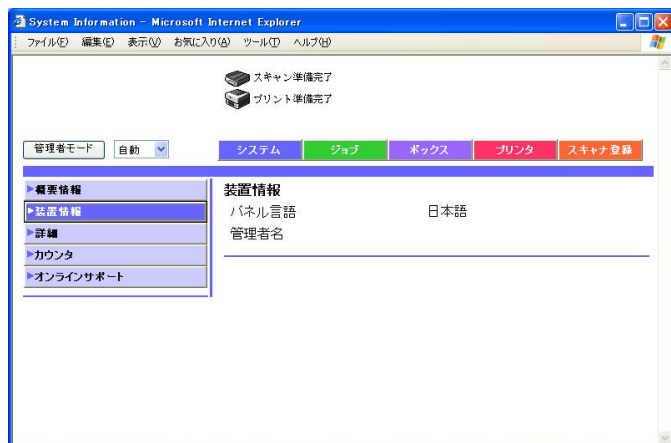 System Information - Microsoft Internet Explorer
ファイル(F) 編集(E) 表示(V) お気に入り(A) ツール(T) ヘルプ(H)
スキャン準備完了
プリント準備完了
管理者モード 自動 システム ジョブ ボックス プリンタ スキャナ登録
概要情報
装置情報
詳細
カウンタ
オンラインサポート
装置情報
パネル言語 日本語
管理者名